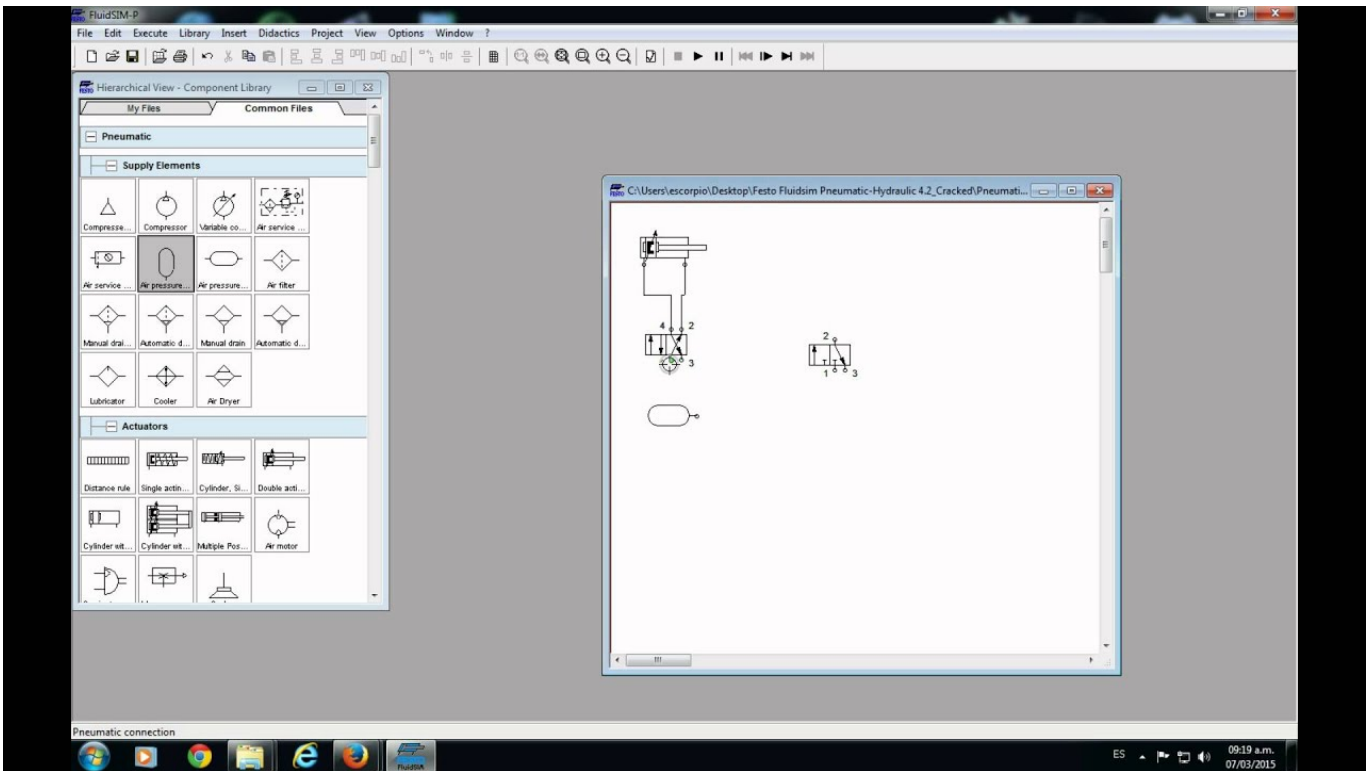 FluidSIM-P
File Edit Execute Library Insert Didactics Project View Options Window ?
Hierarchical View - Component Library
My Files Common Files
Pneumatic
Supply Elements
Compresse... Compressor Variable co... Air service ...
Air service ... Air pressure... Air pressure... Air filter
Manual drai... Automatic d... Manual drain Automatic d...
Lubricator Cooler Air Dryer
Actuators
Distance rule Single actin... Cylinder, Si... Double acti...
Cylinder wit... Cylinder wit... Multiple Pos... Air motor
C:\Users\escorpio\Desktop\Festo Fluidsim Pneumatic-Hydraulic 4.2_Cracked\Pneumati...
4 2
3
2
1 3
Pneumatic connection
FluidSIM
ES
09:19 a.m.
07/03/2015